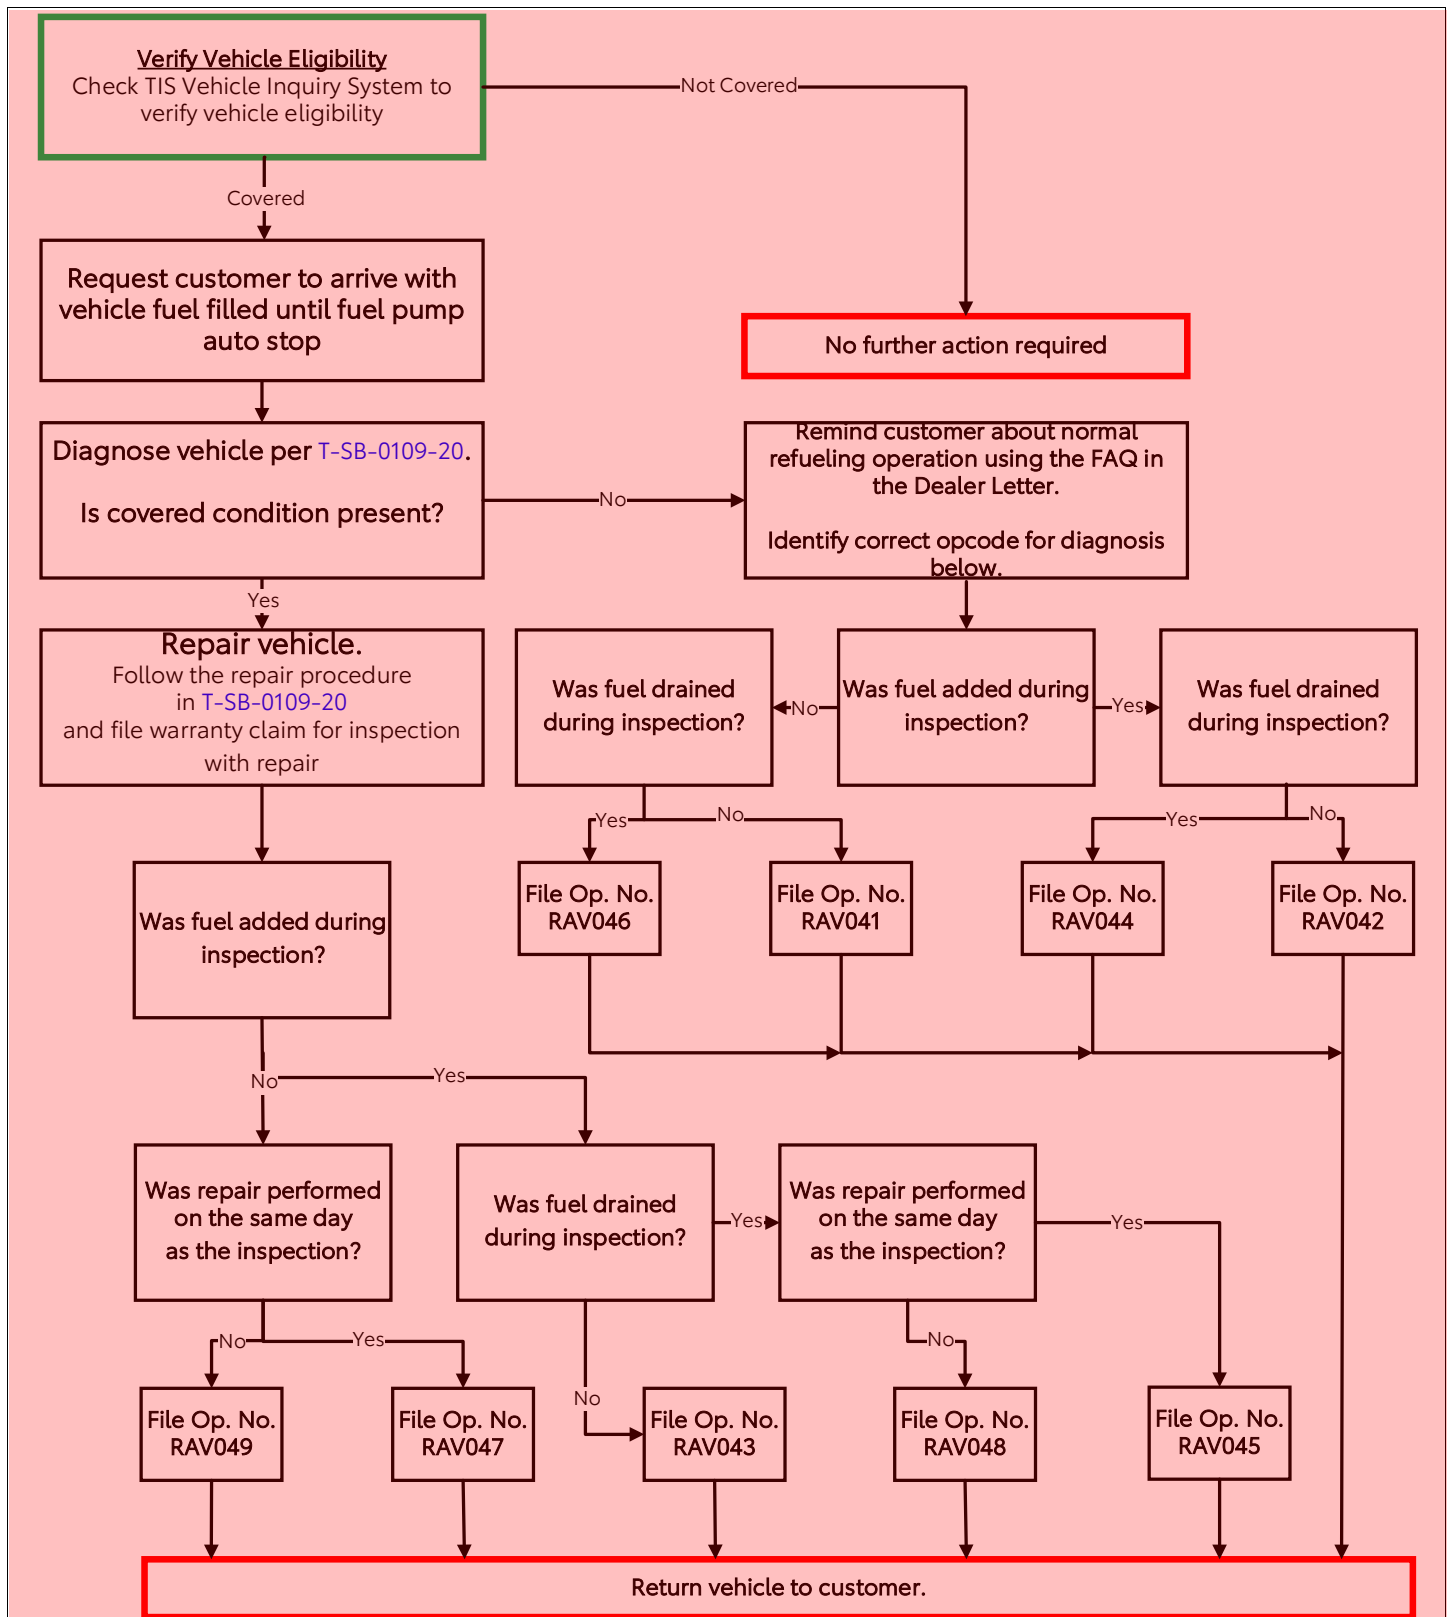 Verify Vehicle Eligibility
Check TIS Vehicle Inquiry System to
verify vehicle eligibility
Not Covered
Covered
Request customer to arrive with
vehicle fuel filled until fuel pump
auto stop
No further action required
Diagnose vehicle per T-SB-0109-20.
Is covered condition present?
No
Remind customer about normal
refueling operation using the FAQ in
the Dealer Letter.
Identify correct opcode for diagnosis
below.
Yes
Repair vehicle.
Follow the repair procedure
in T-SB-0109-20
and file warranty claim for inspection
with repair
Was fuel drained
during inspection?
No
Was fuel added during
inspection?
Yes
Was fuel drained
during inspection?
Yes
No
Yes
No
File Op. No.
RAV046
File Op. No.
RAV041
File Op. No.
RAV044
File Op. No.
RAV042
Was fuel added during
inspection?
No
Yes
Was repair performed
on the same day
as the inspection?
Was fuel drained
during inspection?
Yes
Was repair performed
on the same day
as the inspection?
Yes
No
Yes
No
No
File Op. No.
RAV049
File Op. No.
RAV047
File Op. No.
RAV043
File Op. No.
RAV048
File Op. No.
RAV045
Return vehicle to customer.